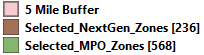 5 Mile Buffer
Selected_NextGen_Zones [236]
Selected_MPO_Zones [568]